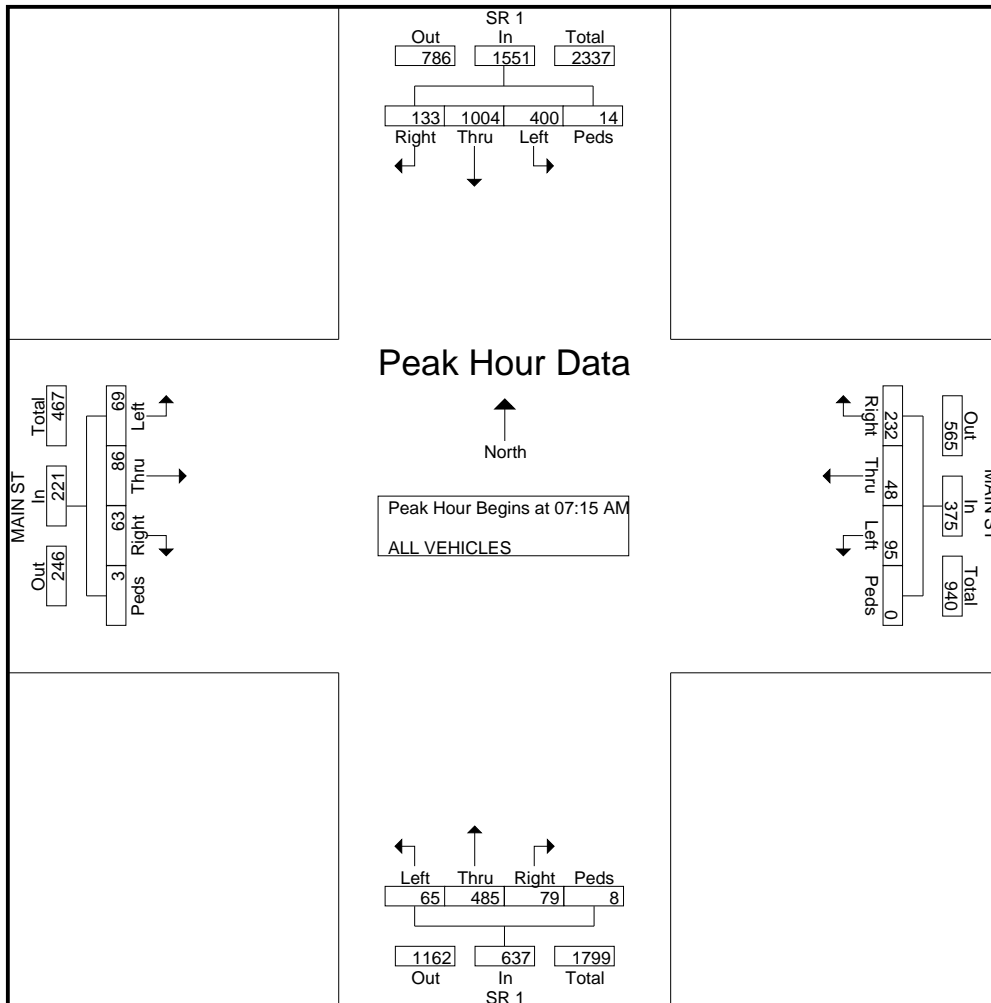 SR 1
Out In Total
786 1551 2337
133 1004 400 14
Right Thru Left Peds
Peak Hour Data
North
Peak Hour Begins at 07:15 AM
ALL VEHICLES
MAIN ST
Out In Total
246 221 467
3 63 86 69
Peds Right Thru Left
MAIN ST
Out In Total
565 375 940
232 48 95 0
Right Thru Left Peds
Left Thru Right Peds
65 485 79 8
1162 637 1799
Out In Total
SR 1